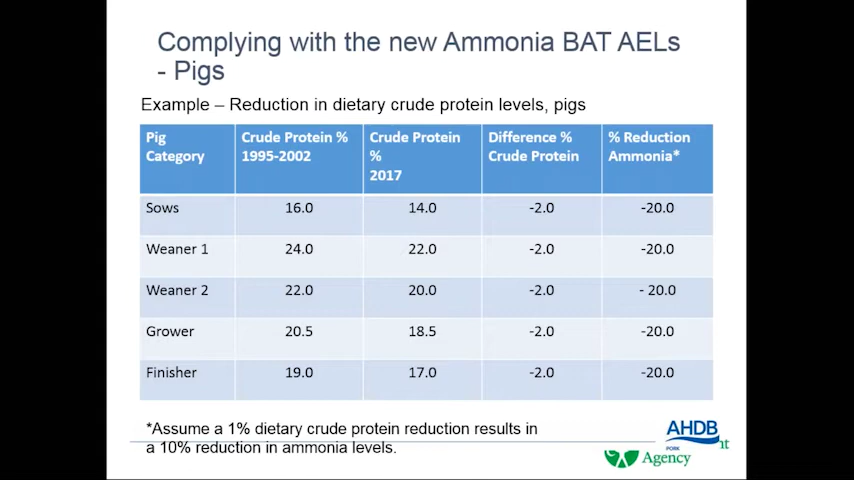 Complying with the new Ammonia BAT AELs
- Pigs
Example – Reduction in dietary crude protein levels, pigs
Pig Category | Crude Protein % 1995-2002 | Crude Protein % 2017 | Difference % Crude Protein | % Reduction Ammonia*
Sows | 16.0 | 14.0 | -2.0 | -20.0
Weaner 1 | 24.0 | 22.0 | -2.0 | -20.0
Weaner 2 | 22.0 | 20.0 | -2.0 | - 20.0
Grower | 20.5 | 18.5 | -2.0 | -20.0
Finisher | 19.0 | 17.0 | -2.0 | -20.0
*Assume a 1% dietary crude protein reduction results in
a 10% reduction in ammonia levels.
AHDB
PORK
Agency